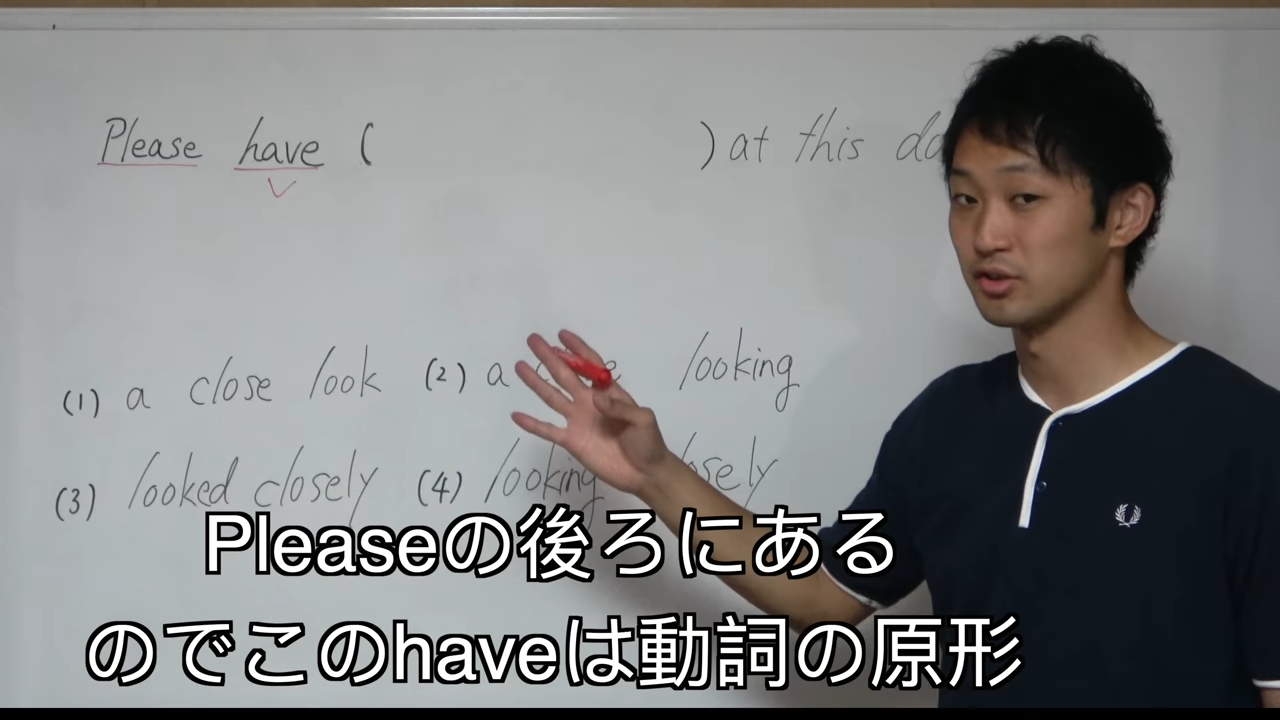 Please have ( ) at this
(1) a close look (2) a looking
(3) looked closely (4) looking closely
Pleaseの後ろにある
のでこのhaveは動詞の原形